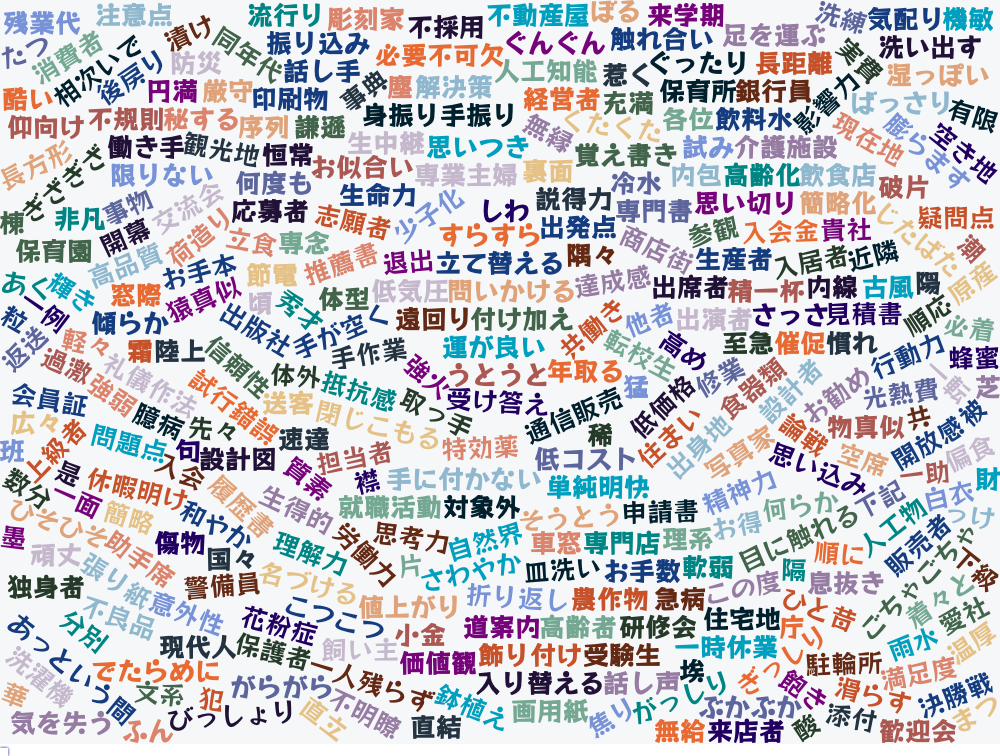 残業代
注意点
流行り
彫刻家
不採用
不動産屋
ぼる
来学期
洗練
気配り
機敏
たつ
消費者
相次いで
漬け
同年代
振り込み
必要不可欠
ぐんぐん
触れ合い
足を運ぶ
実費
洗い出す
後戻り
防災
話し手
事典
人工知能
惹く
ぐったり
長距離
湿っぽい
酷い
円満
厳守
印刷物
塵
解決策
経営者
充満
保育所
銀行員
影響力
ばっさり
有限
仰向け
不規則
秘する
序列
謙遜
身振り手振り
無縁
くたくた
各位
飲料水
現在地
膨らます
空き地
長方形
ぎざぎざ
働き手
観光地
恒常
生中継
思いつき
覚え書き
試み
介護施設
限りない
何度も
お似合い
専業主婦
裏面
冷水
内包
高齢化
飲食店
破片
棟
非凡
事物
交流会
応募者
生命力
志願者
少子化
しわ
説得力
専門書
思い切り
簡略化
じたばた
疑問点
保育園
開幕
荷造り
立食
専念
すらすら
出発点
商店街
参観
入会金
貴社
潮
高品質
お手本
節電
推薦書
退出
立て替える
隅々
生産者
入居者
近隣
原産
あく
輝き
窓際
猿真似
頃
秀才
体型
低気圧
問いかける
達成感
出席者
精一杯
内線
古風
陽
粒
一例
傾らか
出版社
手が空く
遠回り
付け加え
共働き
他者
出演者
さっさ
見積書
順応
必着
返送
軽々
霜
陸上
信頼性
手作業
運が良い
転校生
高め
至急
催促
慣れ
行動力
蜂蜜
過激
強弱
礼儀作法
試行錯誤
体外
抵抗感
強火
うとうと
年取る
猛
低価格
修業
食器類
設計者
お勧め
光熱費
一転
芝
会員証
臆病
先々
送客
閉じこもる
取っ手
受け答え
通信販売
稀
住まい
出身地
写真家
論戦
物真似
共
開放感
被
広々
班
上級者
問題点
句
設計図
速達
担当者
特効薬
低コスト
思い込み
空席
一助
偏食
数分
是
一面
休暇明け
入会
質素
襟
手に付かない
単純明快
精神力
下記
白衣
財
簡略
履歴書
生得的
就職活動
対象外
そうとう
申請書
お得
何らか
人工物
つけ
墨
ひそひそ
助手席
傷物
和やか
国々
理解力
労働力
思考力
自然界
車窓
専門店
理系
目に触れる
順に
販売者
ごちゃごちゃ
下級
頑丈
張り紙
警備員
名づける
片
さわやか
皿洗い
お手数
軟弱
この度
隔
息抜き
着々と
独身者
不良品
意外性
花粉症
こつこつ
値上がり
折り返し
農作物
急病
住宅地
ひと昔
愛社
あっという間
分別
現代人
保護者
飼い主
小金
道案内
高齢者
研修会
一時休業
庁
ぎっしり
雨水
温厚
洗濯機
でたらめに
一人残らず
価値観
飾り付け
受験生
埃
駐輪所
満足度
華
文系
犯
がらがら
不明瞭
鉢植え
入り替える
話し声
がっしり
飽き
滑らす
決勝戦
気を失う
ふん
びっしょり
直立
直結
画用紙
焦り
無給
ぷかぷか
来店者
酸
添付
歓迎会
まつ